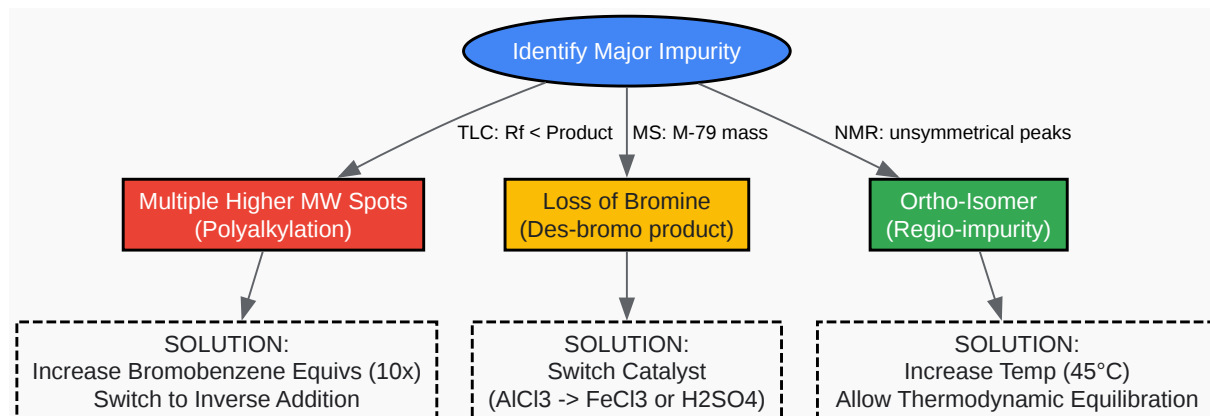 Identify Major Impurity
TLC: Rf < Product
MS: M-79 mass
NMR: unsymmetrical peaks
Multiple Higher MW Spots
(Polyalkylation)
Loss of Bromine
(Des-bromo product)
Ortho-Isomer
(Regio-impurity)
SOLUTION:
Increase Bromobenzene Equivs (10x)
Switch to Inverse Addition
SOLUTION:
Switch Catalyst
(AlCl3 -> FeCl3 or H2SO4)
SOLUTION:
Increase Temp (45°C)
Allow Thermodynamic Equilibration